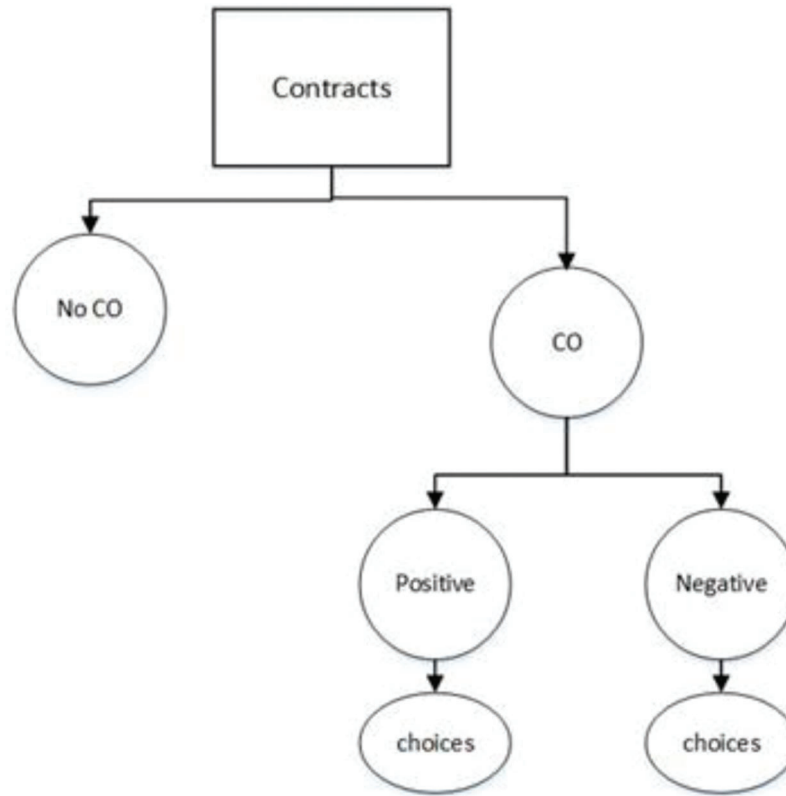 Contracts
No CO
CO
Positive
Negative
choices
choices